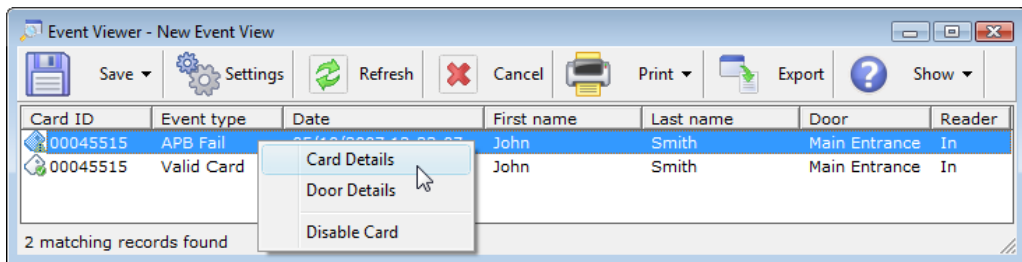 Event Viewer - New Event View
Save Settings Refresh Cancel Print Export Show
Card ID Event type Date First name Last name Door Reader
00045515 APB Fail John Smith Main Entrance In
00045515 Valid Card John Smith Main Entrance In
Card Details
Door Details
Disable Card
2 matching records found